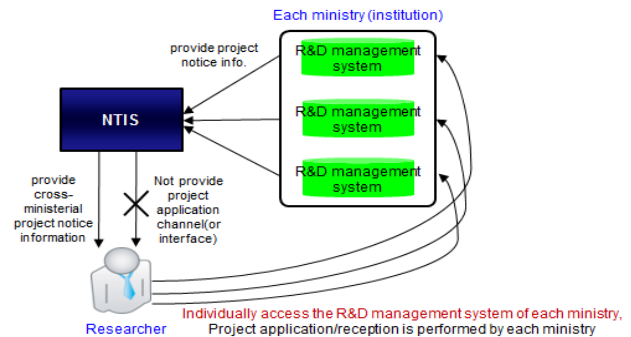 Each ministry (institution)
provide project
notice info.
R&D management
system
R&D management
system
R&D management
system
NTIS
provide
cross-
ministerial
project notice
information
Not provide
project
application
channel(or
interface)
Researcher
Individually access the R&D management system of each ministry,
Project application/reception is performed by each ministry